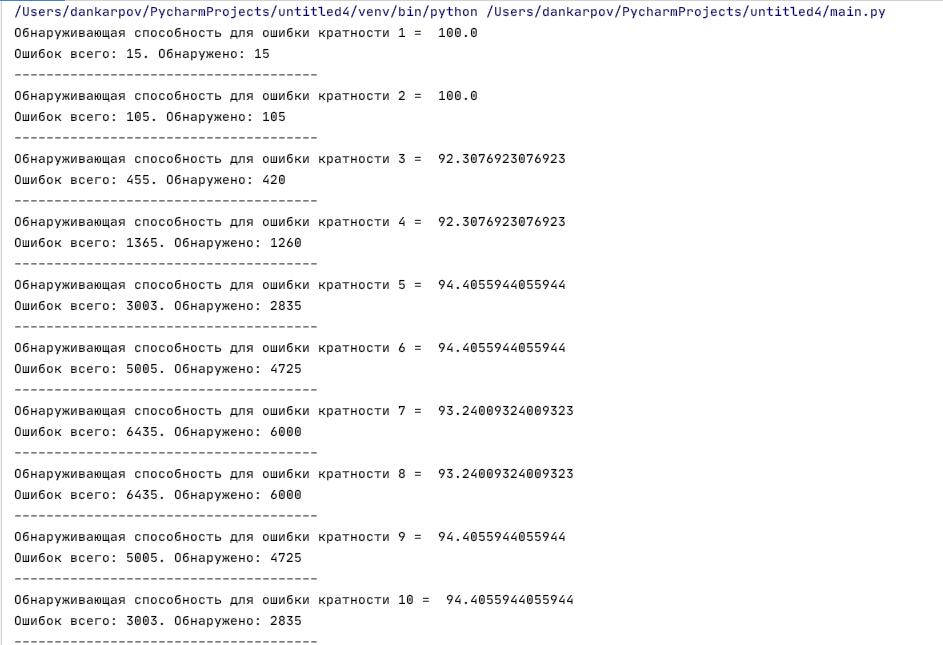 /Users/dankarpov/PycharmProjects/untitled4/venv/bin/python /Users/dankarpov/PycharmProjects/untitled4/main.py
Обнаруживающая способность для ошибки кратности 1 =  100.0
Ошибок всего: 15. Обнаружено: 15
--------------------------------------
Обнаруживающая способность для ошибки кратности 2 =  100.0
Ошибок всего: 105. Обнаружено: 105
--------------------------------------
Обнаруживающая способность для ошибки кратности 3 =  92.3076923076923
Ошибок всего: 455. Обнаружено: 420
--------------------------------------
Обнаруживающая способность для ошибки кратности 4 =  92.3076923076923
Ошибок всего: 1365. Обнаружено: 1260
--------------------------------------
Обнаруживающая способность для ошибки кратности 5 =  94.4055944055944
Ошибок всего: 3003. Обнаружено: 2835
--------------------------------------
Обнаруживающая способность для ошибки кратности 6 =  94.4055944055944
Ошибок всего: 5005. Обнаружено: 4725
--------------------------------------
Обнаруживающая способность для ошибки кратности 7 =  93.24009324009323
Ошибок всего: 6435. Обнаружено: 6000
--------------------------------------
Обнаруживающая способность для ошибки кратности 8 =  93.24009324009323
Ошибок всего: 6435. Обнаружено: 6000
--------------------------------------
Обнаруживающая способность для ошибки кратности 9 =  94.4055944055944
Ошибок всего: 5005. Обнаружено: 4725
--------------------------------------
Обнаруживающая способность для ошибки кратности 10 =  94.4055944055944
Ошибок всего: 3003. Обнаружено: 2835
--------------------------------------